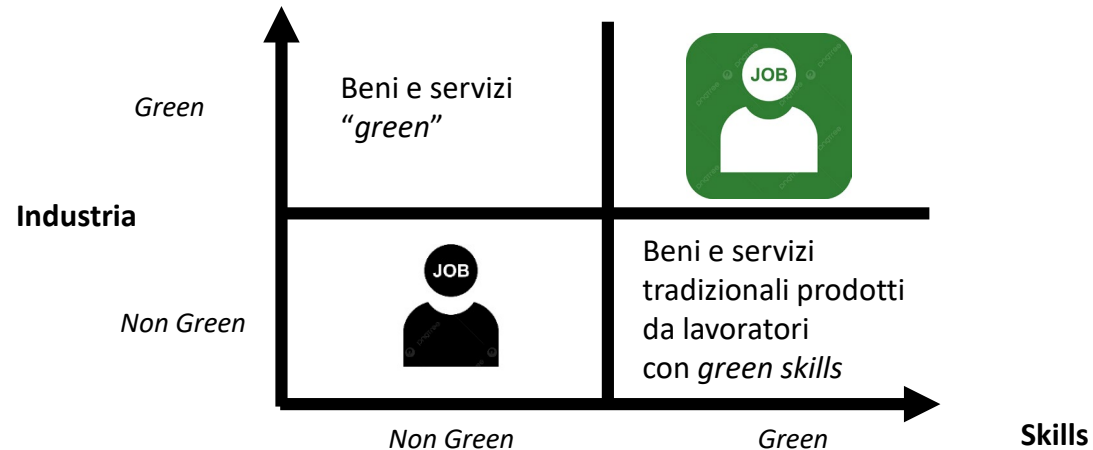 JOB
Beni e servizi
“green”
Green
Industria
Beni e servizi
tradizionali prodotti
da lavoratori
con green skills
JOB
Non Green
Non Green
Green
Skills